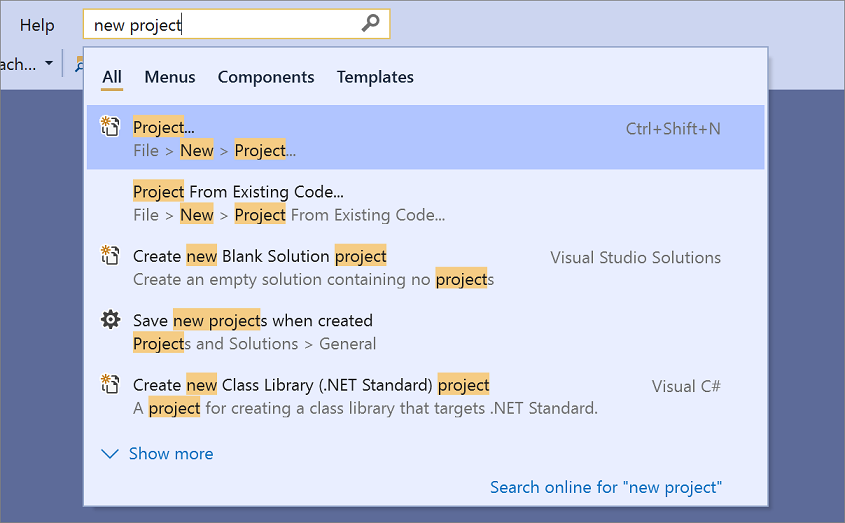 Help new project
ach...
All Menus Components Templates
Project... Ctrl+Shift+N
File > New > Project...
Project From Existing Code...
File > New > Project From Existing Code...
Create new Blank Solution project Visual Studio Solutions
Create an empty solution containing no projects
Save new projects when created
Projects and Solutions > General
Create new Class Library (.NET Standard) project Visual C#
A project for creating a class library that targets .NET Standard.
Show more
Search online for "new project"